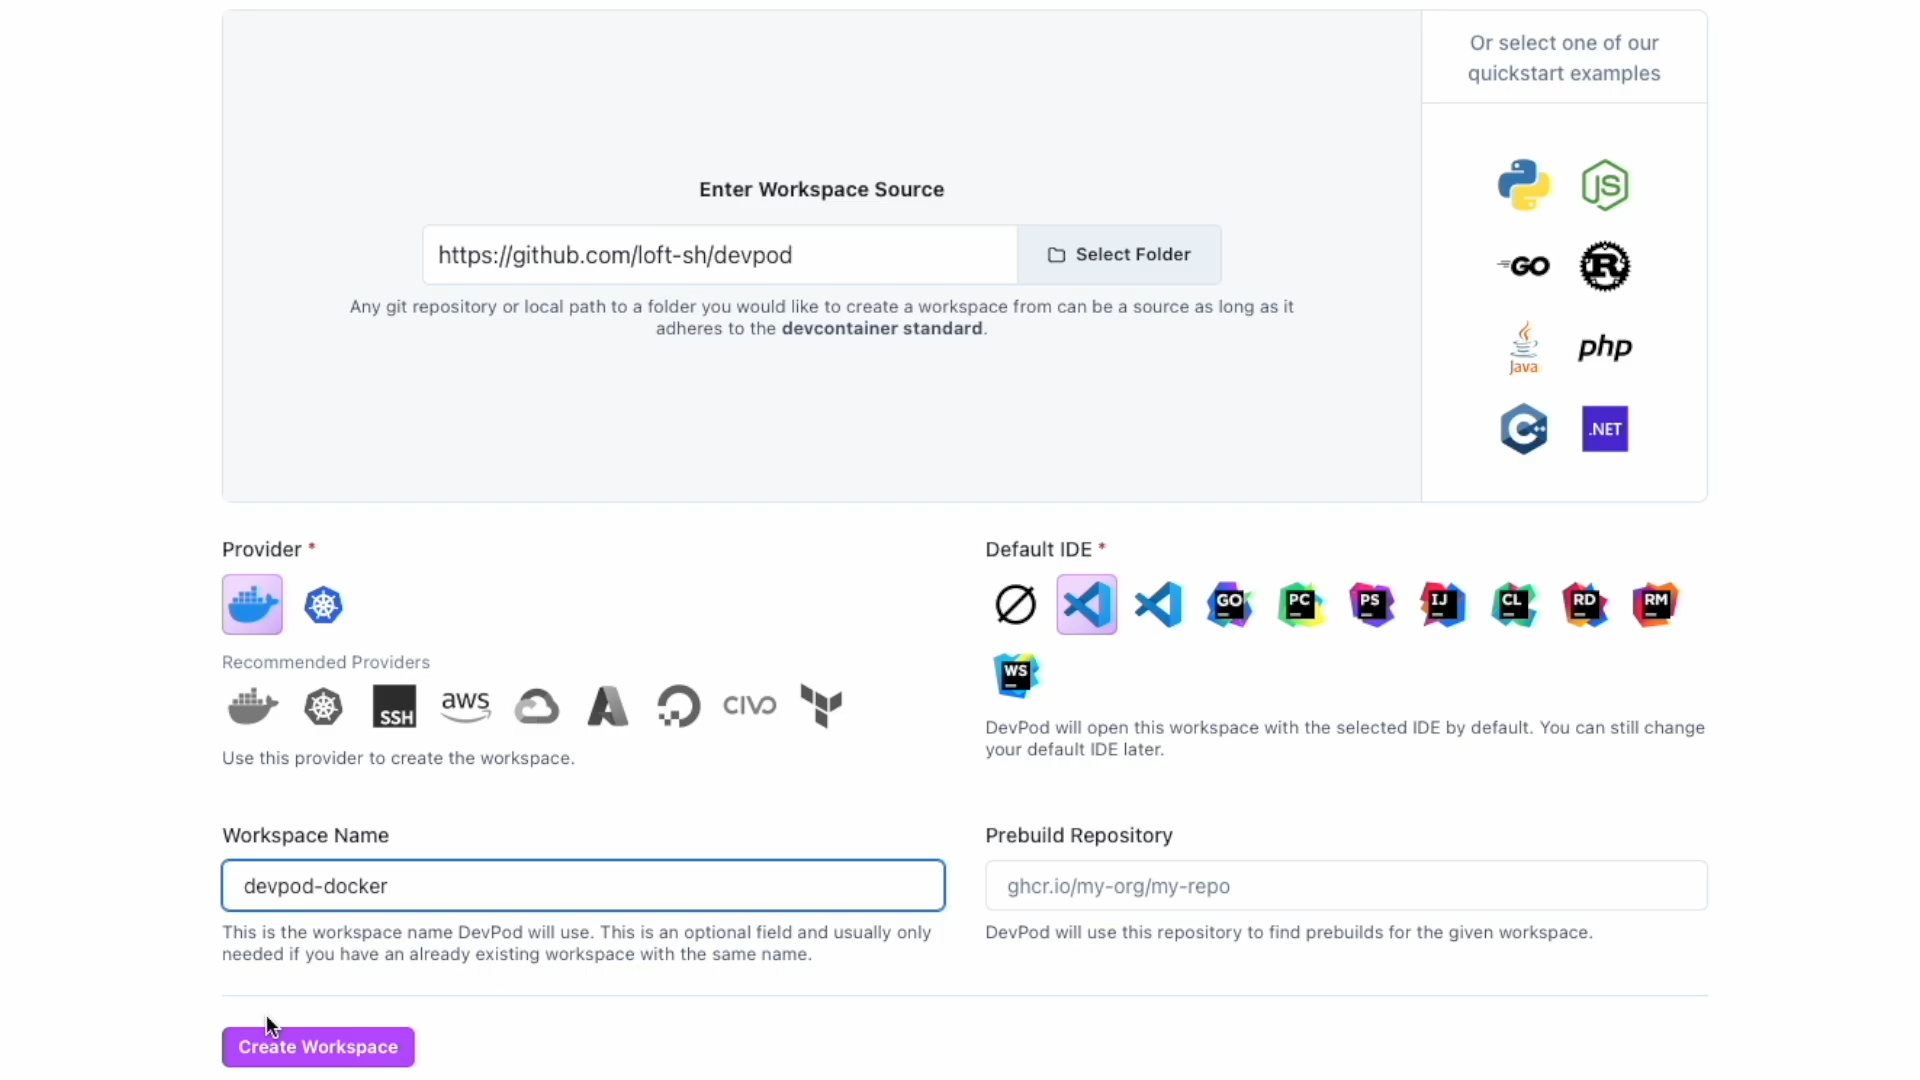 Or select one of our
quickstart examples
Enter Workspace Source
https://github.com/loft-sh/devpod
Select Folder
Any git repository or local path to a folder you would like to create a workspace from can be a source as long as it
adheres to the devcontainer standard.
JS
GO
R
Java
php
C++
.NET
Provider *
Default IDE *
GO
PC
PS
IJ
CL
RD
RM
WS
Recommended Providers
SSH
aws
CIVO
Use this provider to create the workspace.
DevPod will open this workspace with the selected IDE by default. You can still change
your default IDE later.
Workspace Name
devpod-docker
This is the workspace name DevPod will use. This is an optional field and usually only
needed if you have an already existing workspace with the same name.
Prebuild Repository
ghcr.io/my-org/my-repo
DevPod will use this repository to find prebuilds for the given workspace.
Create Workspace